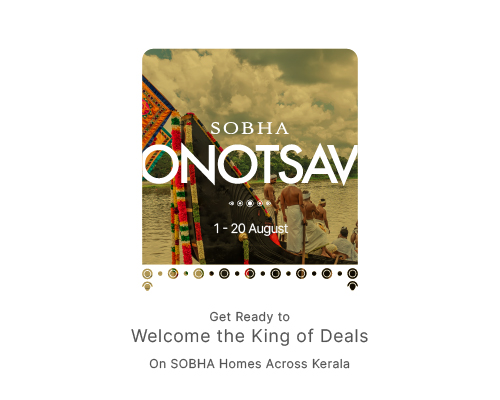 SOBHA
ONOTSAV
1 - 20 August
Get Ready to
Welcome the King of Deals
On SOBHA Homes Across Kerala